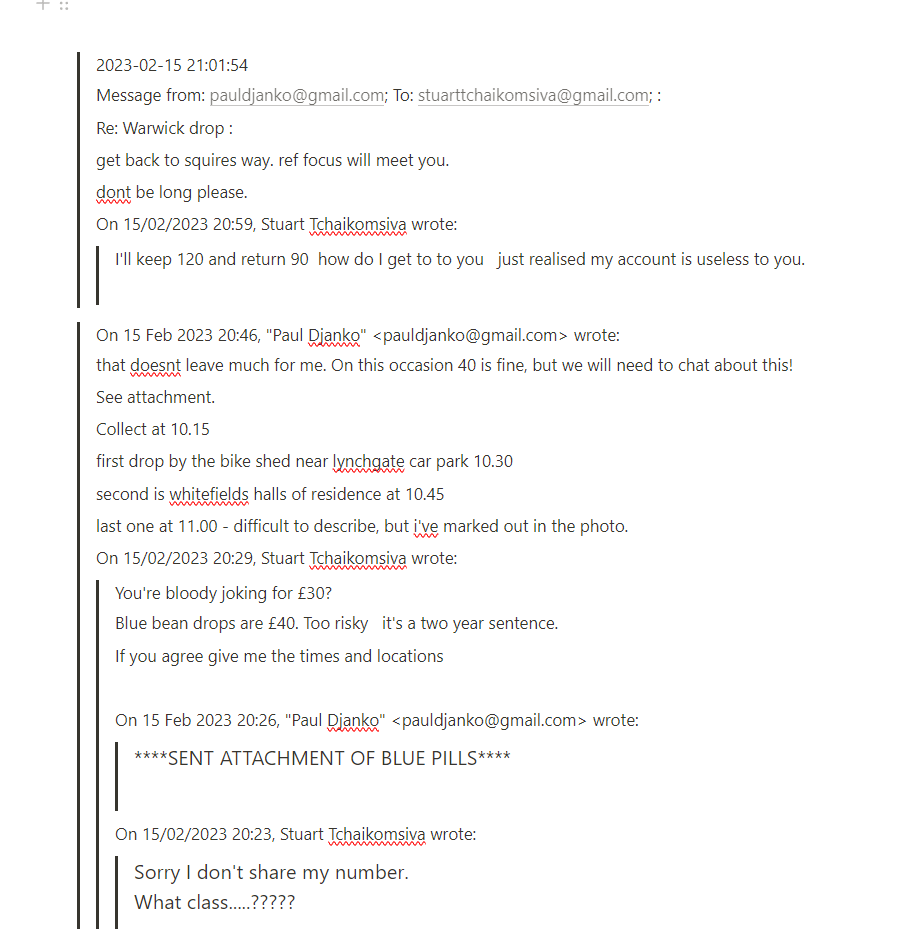 2023-02-15 21:01:54
Message from: pauldjanko@gmail.com; To: stuarttchaikomsiva@gmail.com; :
Re: Warwick drop :
get back to squires way. ref focus will meet you.
dont be long please.
On 15/02/2023 20:59, Stuart Tchaikomsiva wrote:
I'll keep 120 and return 90  how do I get to to you   just realised my account is useless to you.
On 15 Feb 2023 20:46, "Paul Djanko" <pauldjanko@gmail.com> wrote:
that doesnt leave much for me. On this occasion 40 is fine, but we will need to chat about this!
See attachment.
Collect at 10.15
first drop by the bike shed near lynchgate car park 10.30
second is whitefields halls of residence at 10.45
last one at 11.00 - difficult to describe, but i've marked out in the photo.
On 15/02/2023 20:29, Stuart Tchaikomsiva wrote:
You're bloody joking for £30?
Blue bean drops are £40. Too risky   it's a two year sentence.
If you agree give me the times and locations
On 15 Feb 2023 20:26, "Paul Djanko" <pauldjanko@gmail.com> wrote:
****SENT ATTACHMENT OF BLUE PILLS****
On 15/02/2023 20:23, Stuart Tchaikomsiva wrote:
Sorry I don't share my number.
What class.....?????